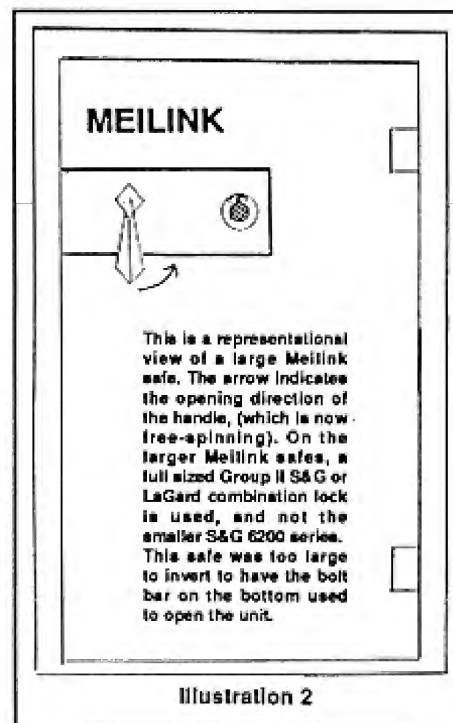 MEILINK
This is a representational
view of a large Meilink
safe. The arrow indicates
the opening direction of
the handle, (which is now
free-spinning). On the
larger Meilink safes, a
full sized Group II S&G or
LaGard combination lock
is used, and not the
smaller S&G 6200 series.
This safe was too large
to invert to have the bolt
bar on the bottom used
to open the unit.
Illustration 2